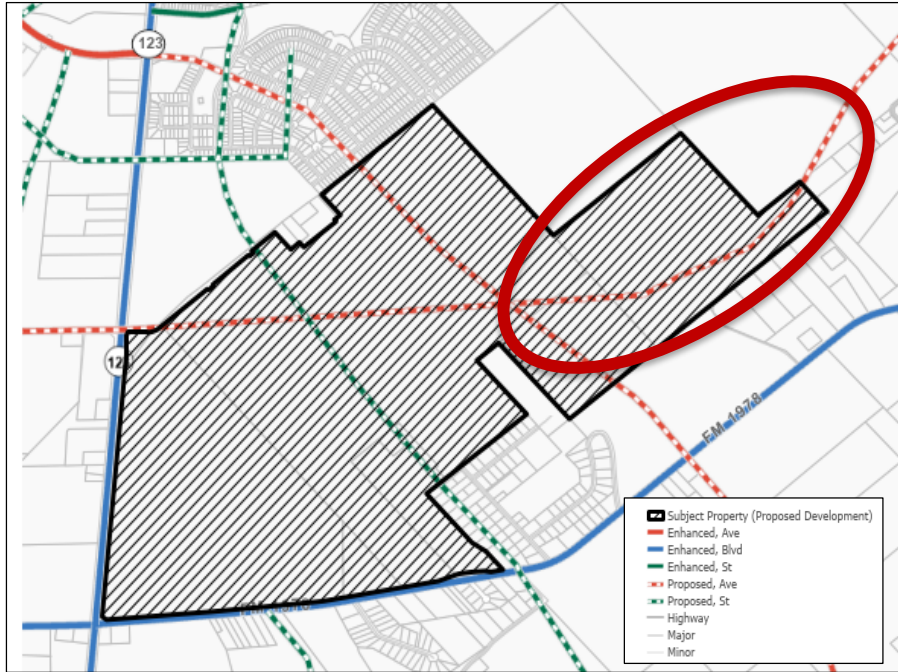 123
12
FM 1978
Subject Property (Proposed Development)
Enhanced, Ave
Enhanced, Blvd
Enhanced, St
Proposed, Ave
Proposed, St
Highway
Major
Minor